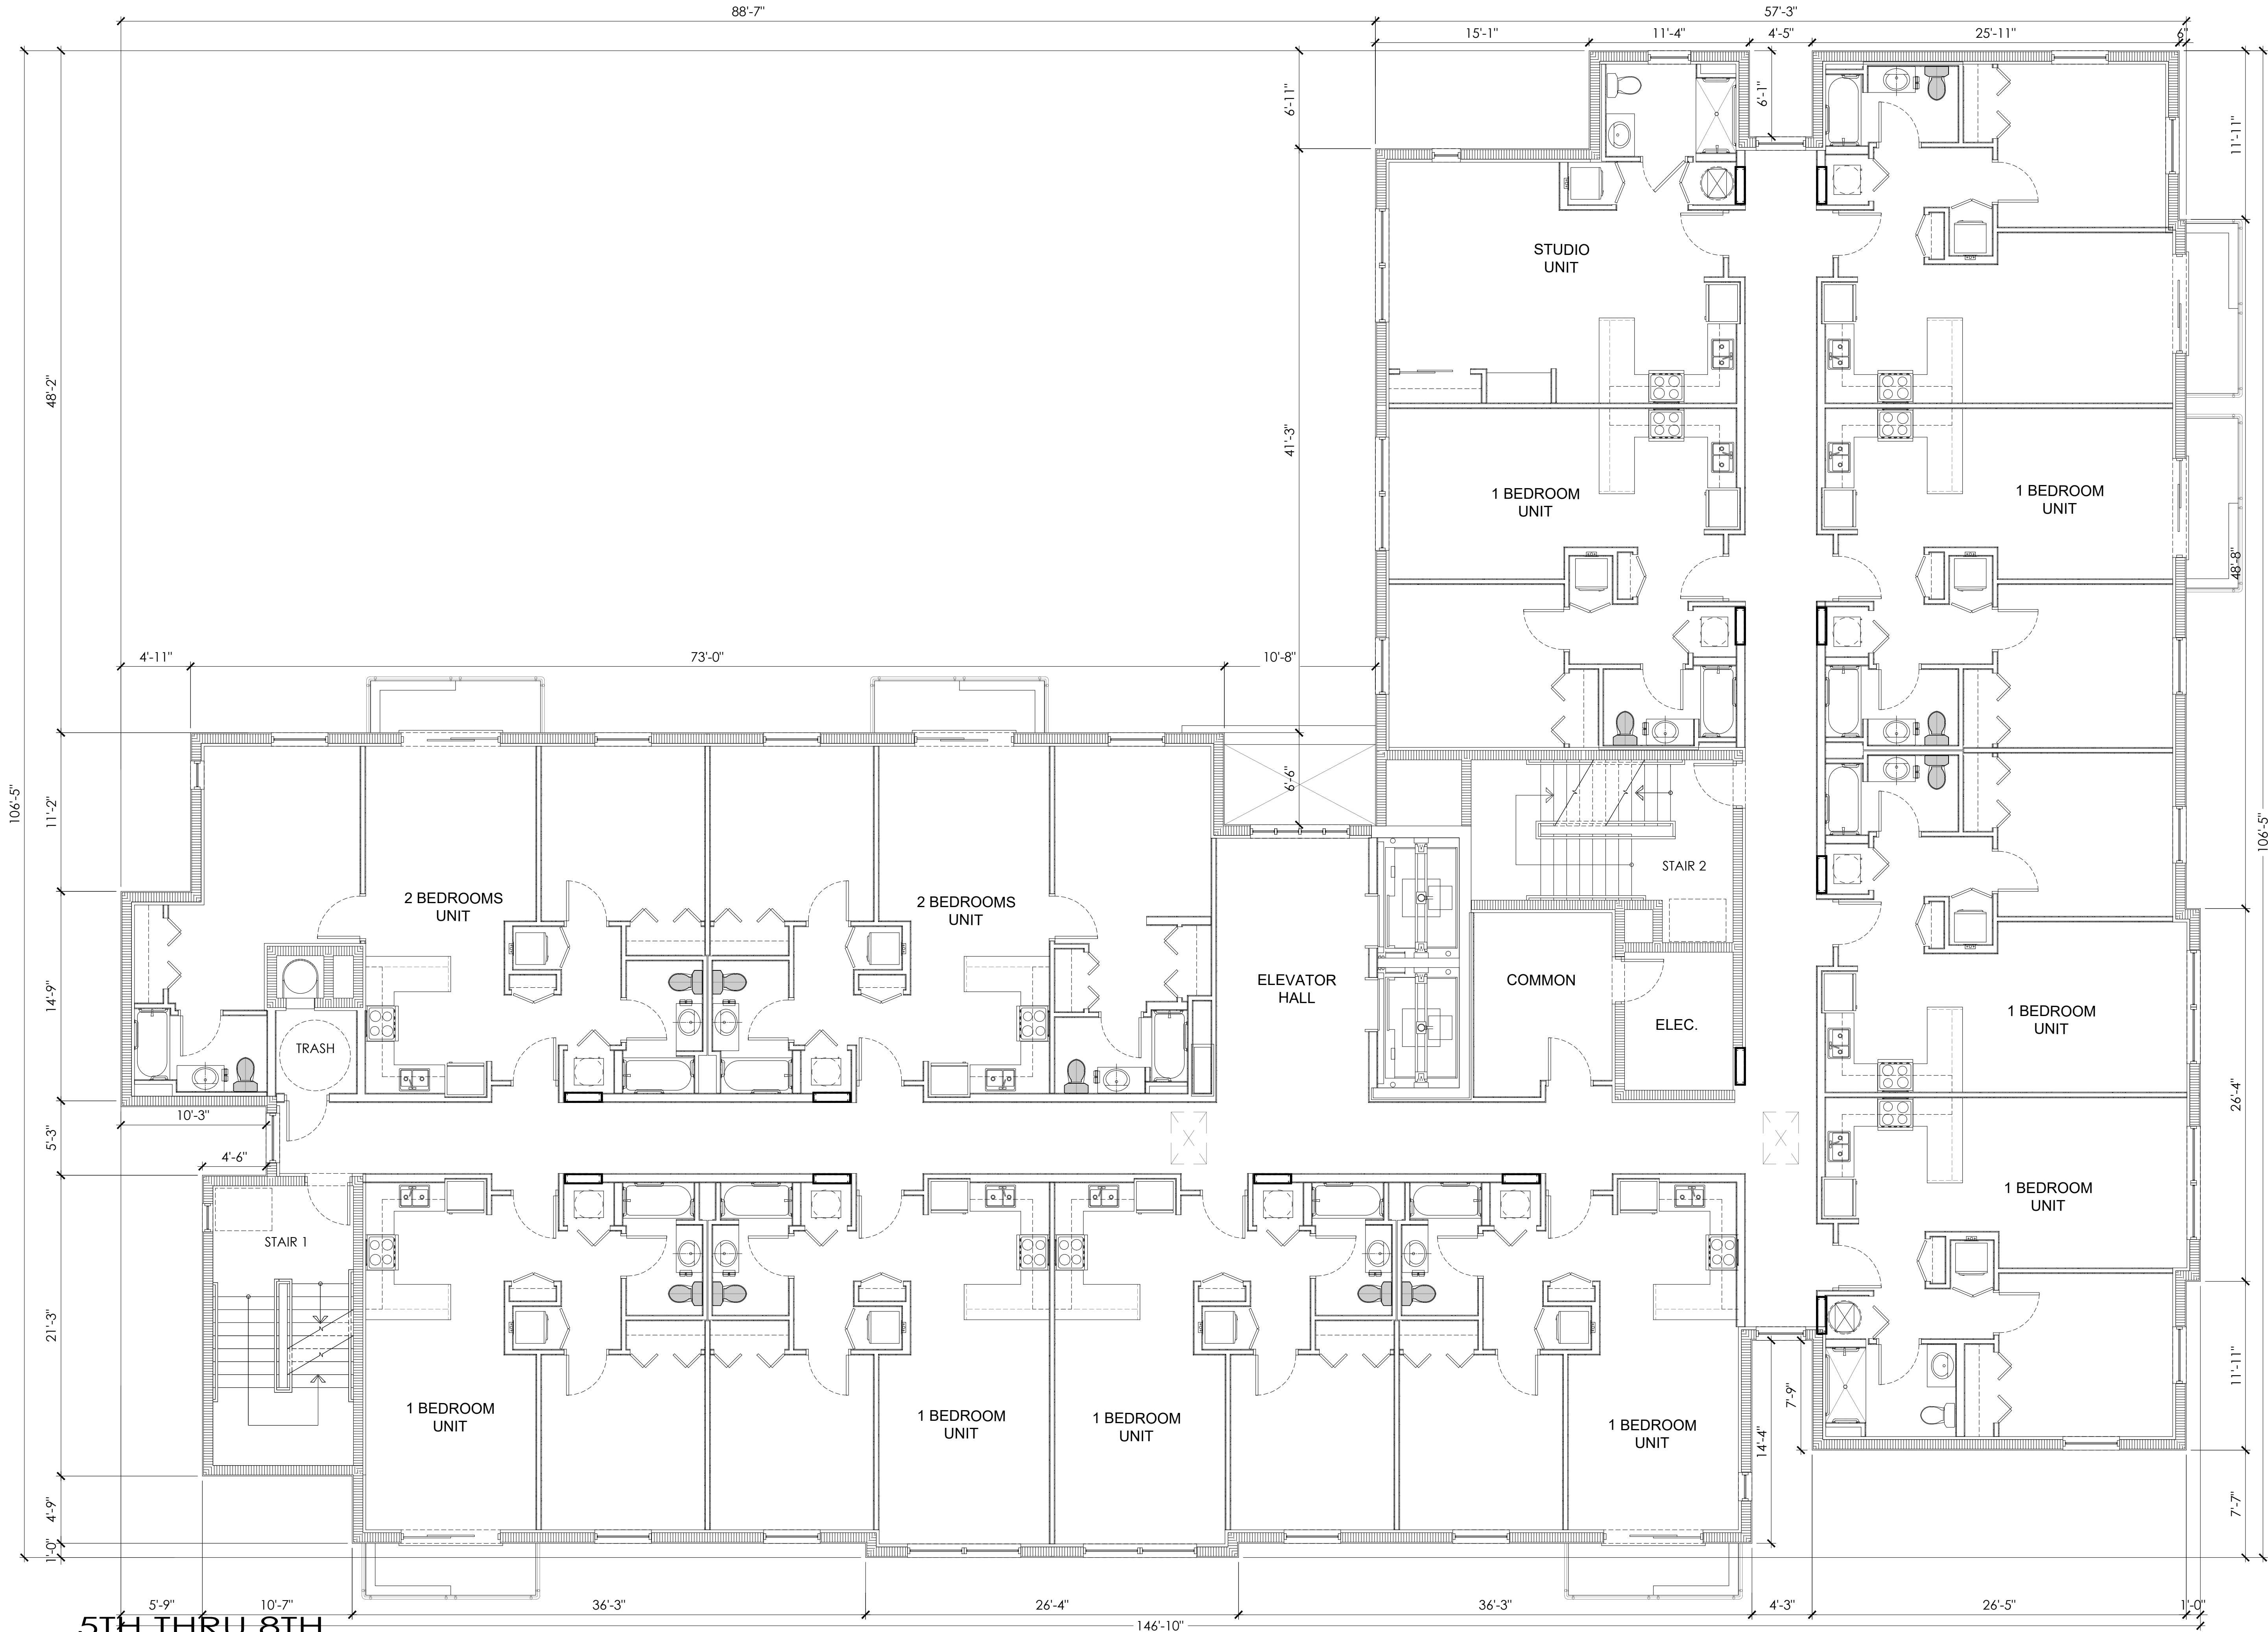 88'-7"
57'-3"
15'-1"
11'-4"
4'-5"
25'-11"
6"
6'-11"
6'-1"
11'-11"
STUDIO
UNIT
48'-2"
41'-3"
1 BEDROOM
UNIT
1 BEDROOM
UNIT
48'-8"
4'-11"
73'-0"
10'-8"
106'-5"
11'-2"
6'-6"
106'-5"
2 BEDROOMS
UNIT
2 BEDROOMS
UNIT
STAIR 2
14'-9"
ELEVATOR
HALL
COMMON
ELEC.
TRASH
1 BEDROOM
UNIT
10'-3"
26'-4"
5'-3"
4'-6"
1 BEDROOM
UNIT
STAIR 1
21'-3"
11'-11"
7'-9"
14'-4"
1 BEDROOM
UNIT
1 BEDROOM
UNIT
1 BEDROOM
UNIT
1 BEDROOM
UNIT
4'-9"
7'-7"
1'-0"
5'-9"
10'-7"
36'-3"
26'-4"
36'-3"
4'-3"
26'-5"
1'-0"
146'-10"
5TH THRU 8TH